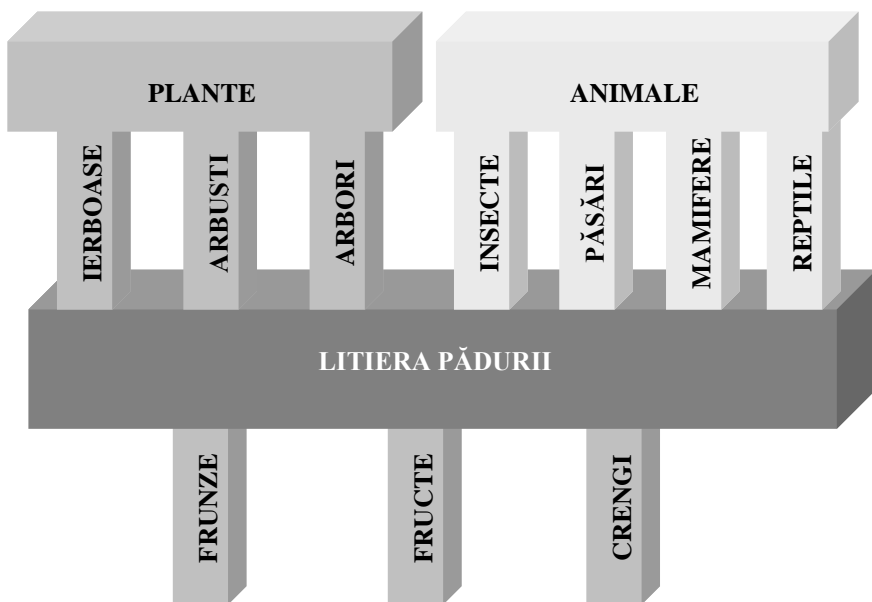 PLANTE
ANIMALE
IERBOASE
ARBUSTI
ARBORI
INSECTE
PĂSĂRI
MAMIFERE
REPTILE
LITIERA PĂDURII
FRUNZE
FRUCTE
CRENGI